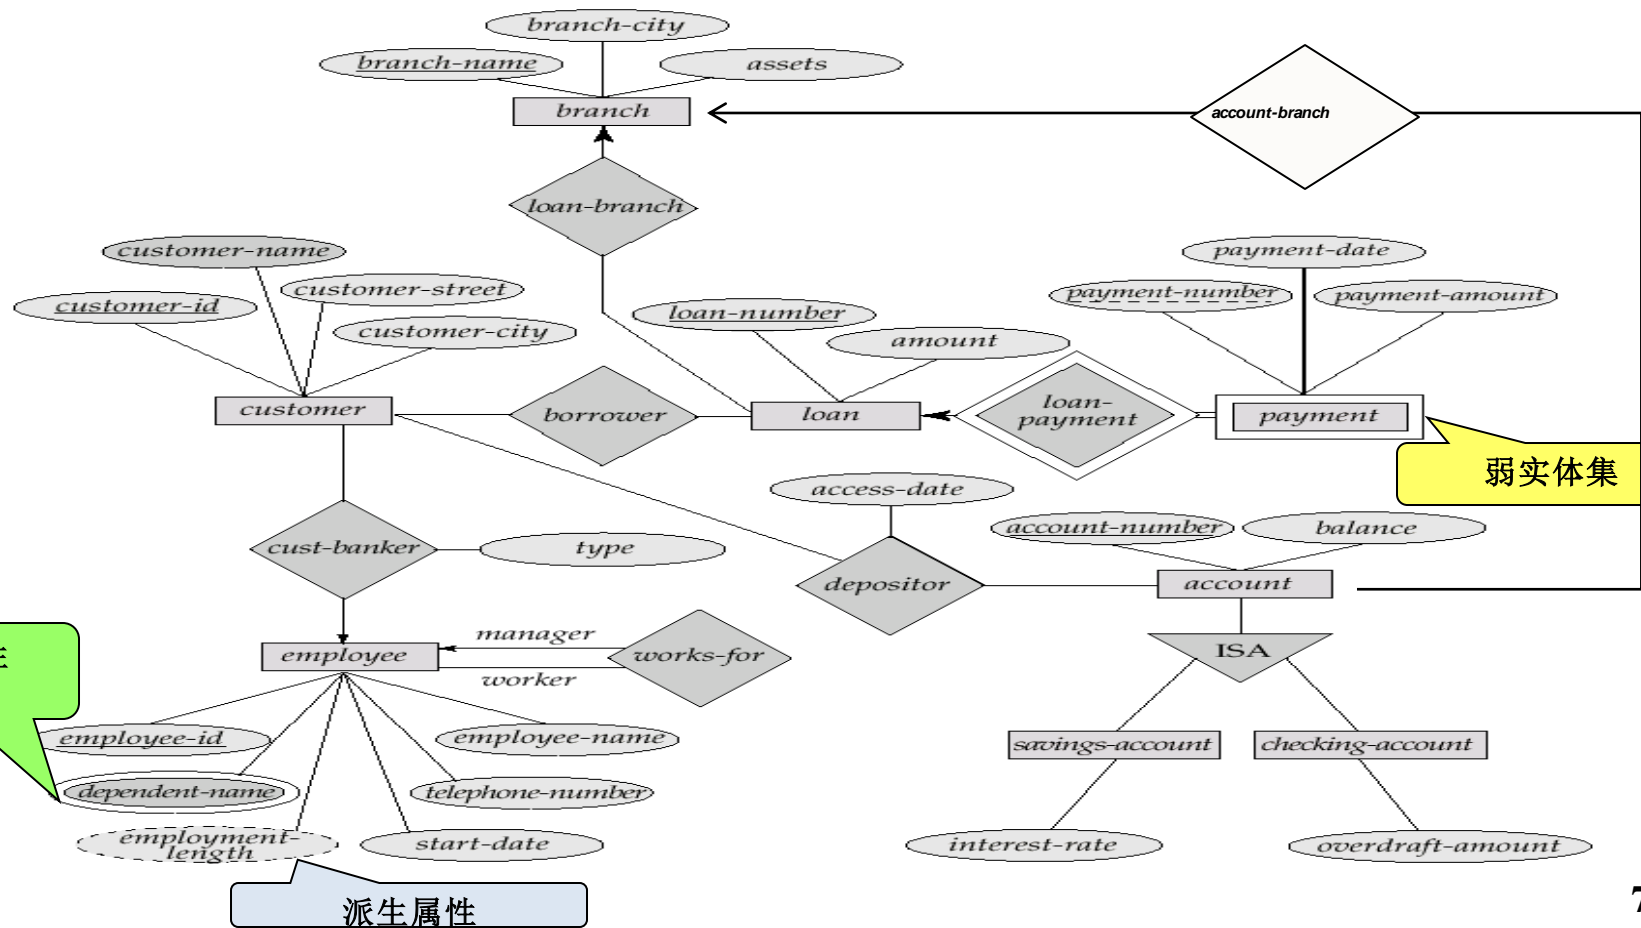 branch-city
branch-name
assets
branch
account-branch
loan-branch
customer-name
customer-street
customer-id
customer-city
loan-number
amount
payment-date
payment-number
payment-amount
customer
borrower
loan
loan-
payment
payment
弱实体集
access-date
account-number
balance
cust-banker
type
depositor
account
manager
employee
works-for
worker
ISA
employee-id
employee-name
savings-account
checking-account
dependent-name
telephone-number
employment-
length
start-date
interest-rate
overdraft-amount
派生属性